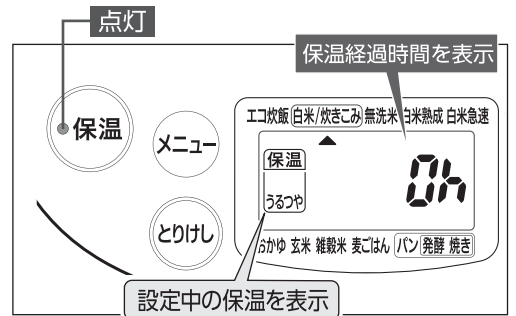 点灯
保温経過時間を表示
保温
メニュー
とりけし
エコ炊飯 白米/炊きこみ 無洗米 白米熟成 白米急速
保温
うるつや
0h
おかゆ 玄米 雑穀米 麦ごはん パン 発酵 焼き
設定中の保温を表示